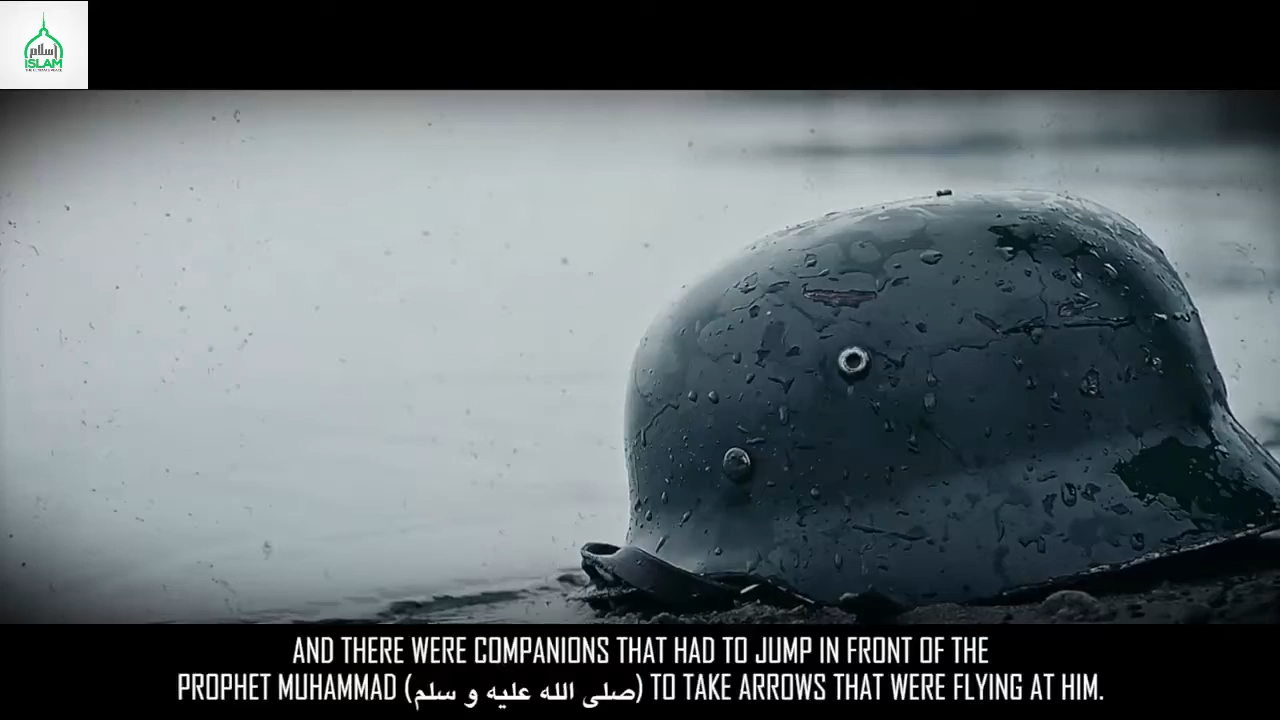 إسلام
ISLAM
AND THERE WERE COMPANIONS THAT HAD TO JUMP IN FRONT OF THE
PROPHET MUHAMMAD (صلى الله عليه و سلم) TO TAKE ARROWS THAT WERE FLYING AT HIM.